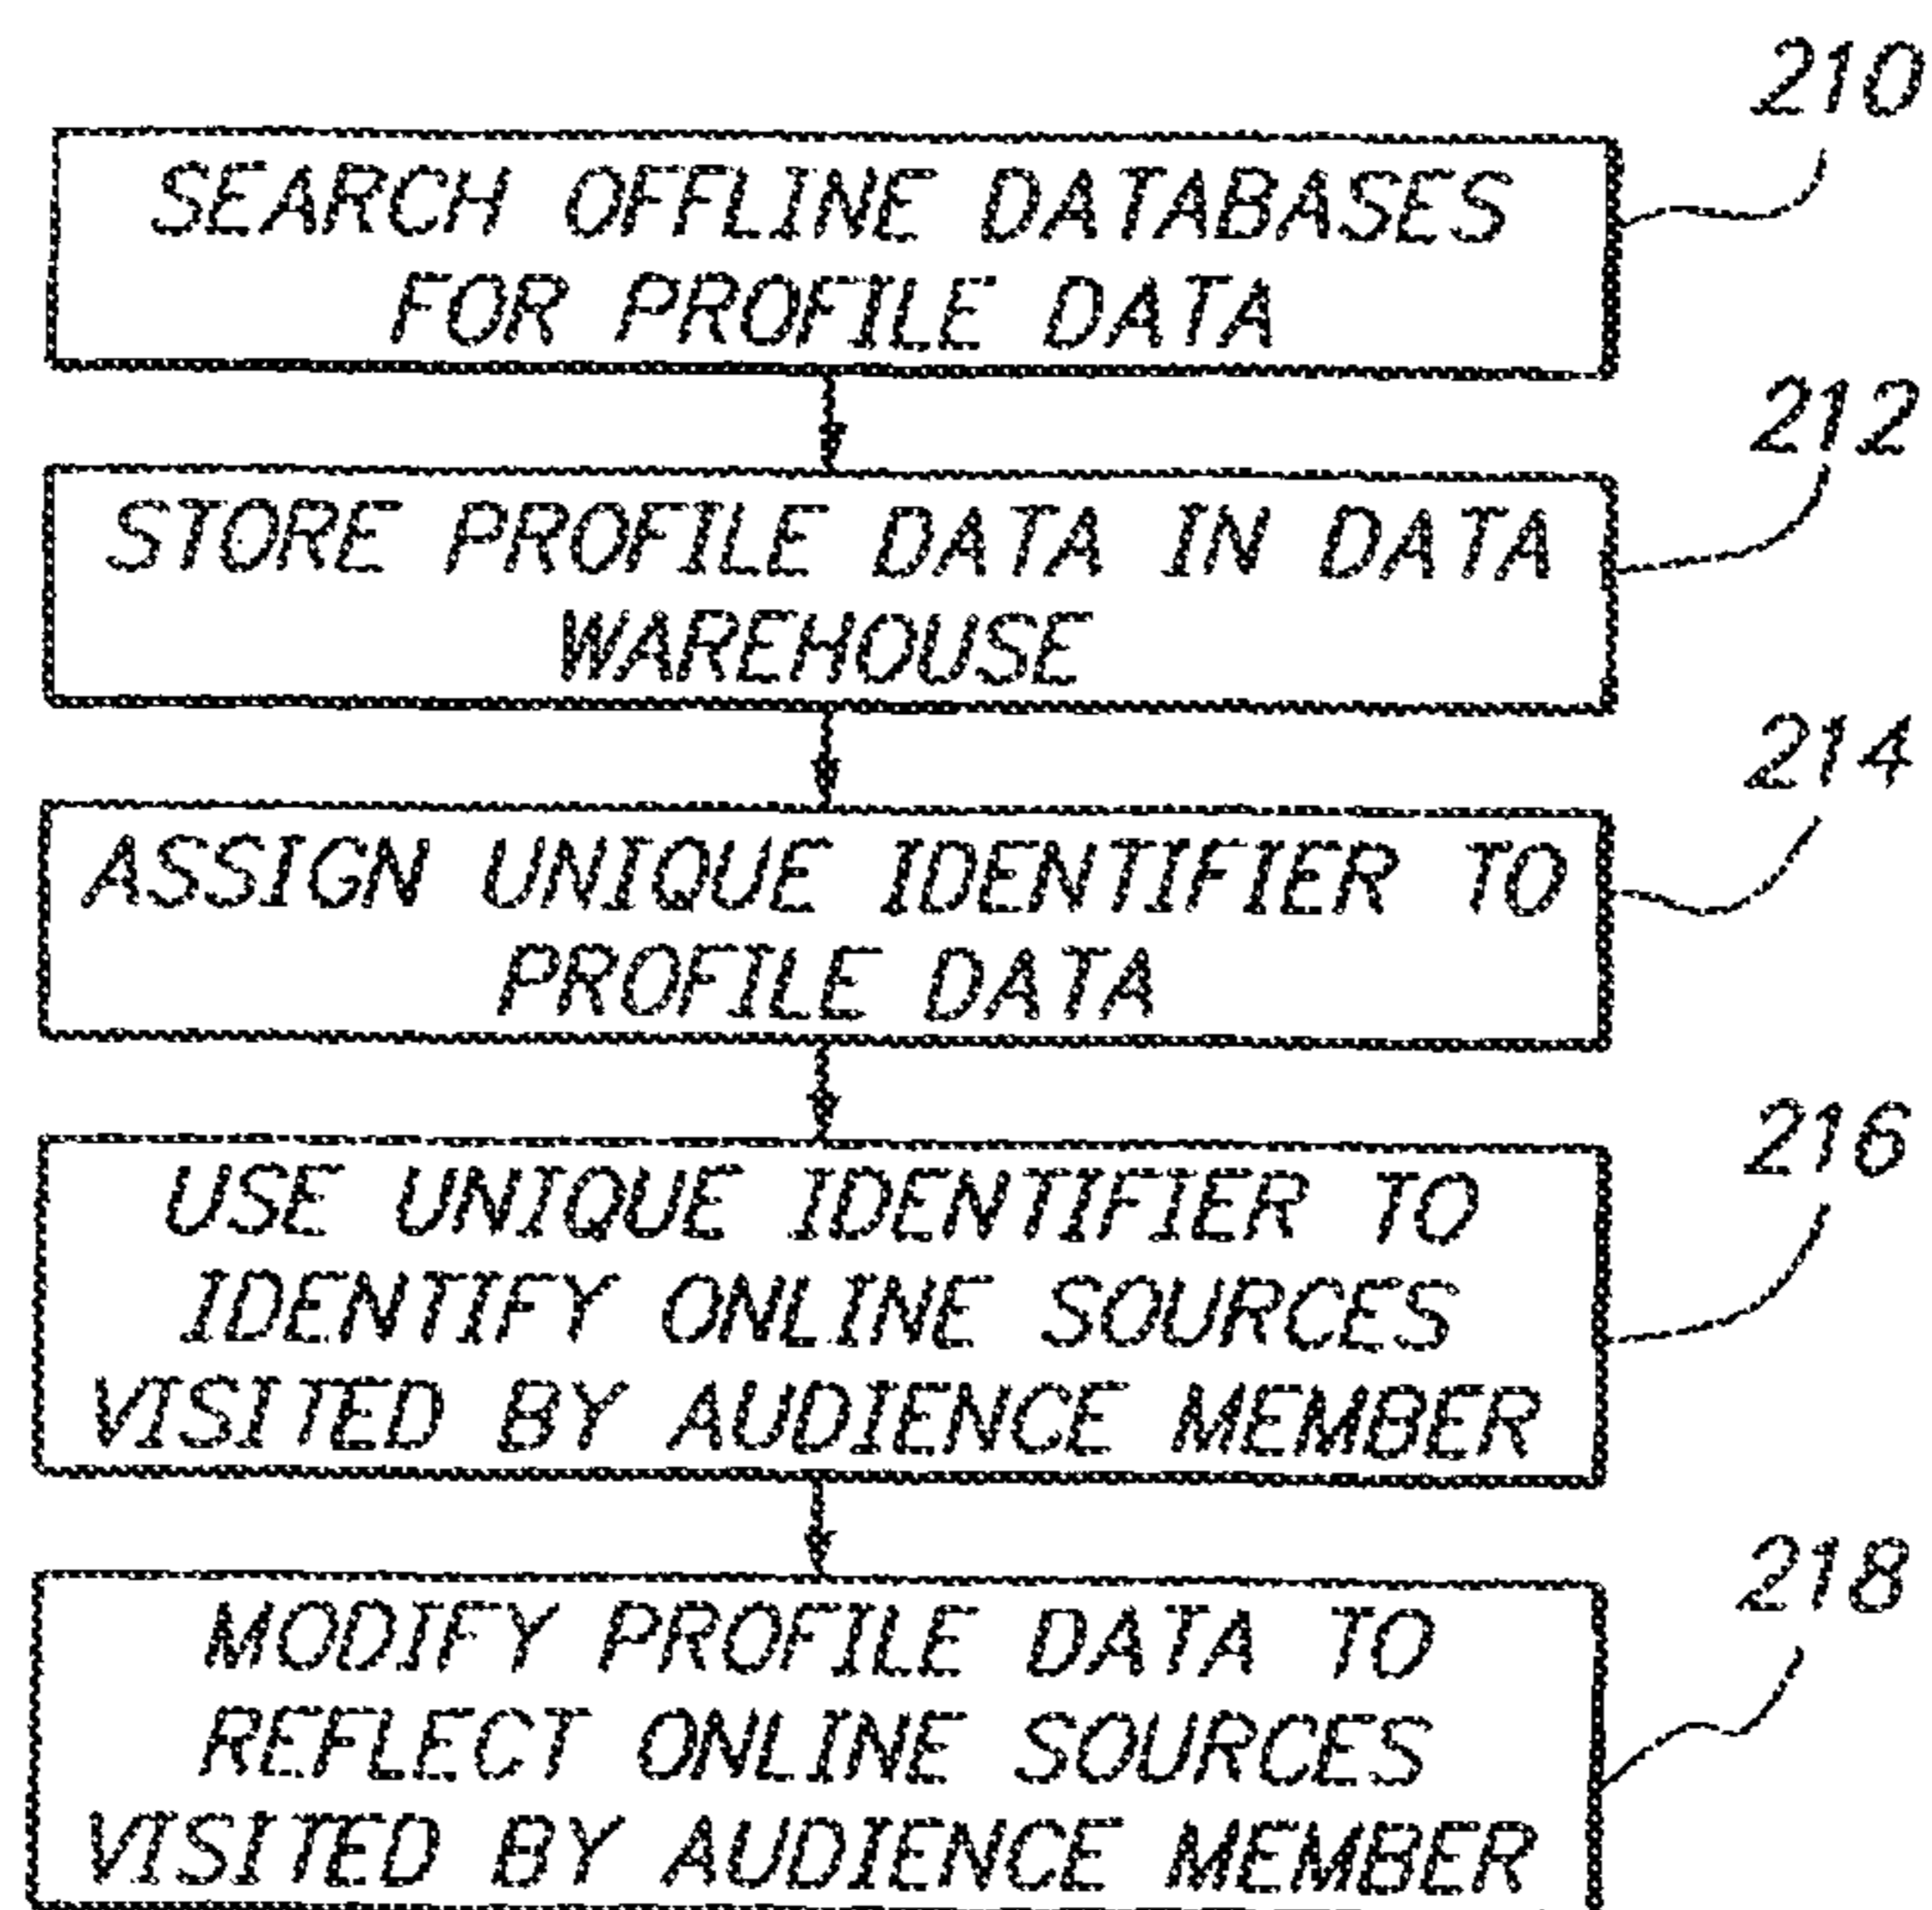 210
SEARCH OFFLINE DATABASES
FOR PROFILE DATA
212
STORE PROFILE DATA IN DATA
WAREHOUSE
214
ASSIGN UNIQUE IDENTIFIER TO
PROFILE DATA
216
USE UNIQUE IDENTIFIER TO
IDENTIFY ONLINE SOURCES
VISITED BY AUDIENCE MEMBER
218
MODIFY PROFILE DATA TO
REFLECT ONLINE SOURCES
VISITED BY AUDIENCE MEMBER